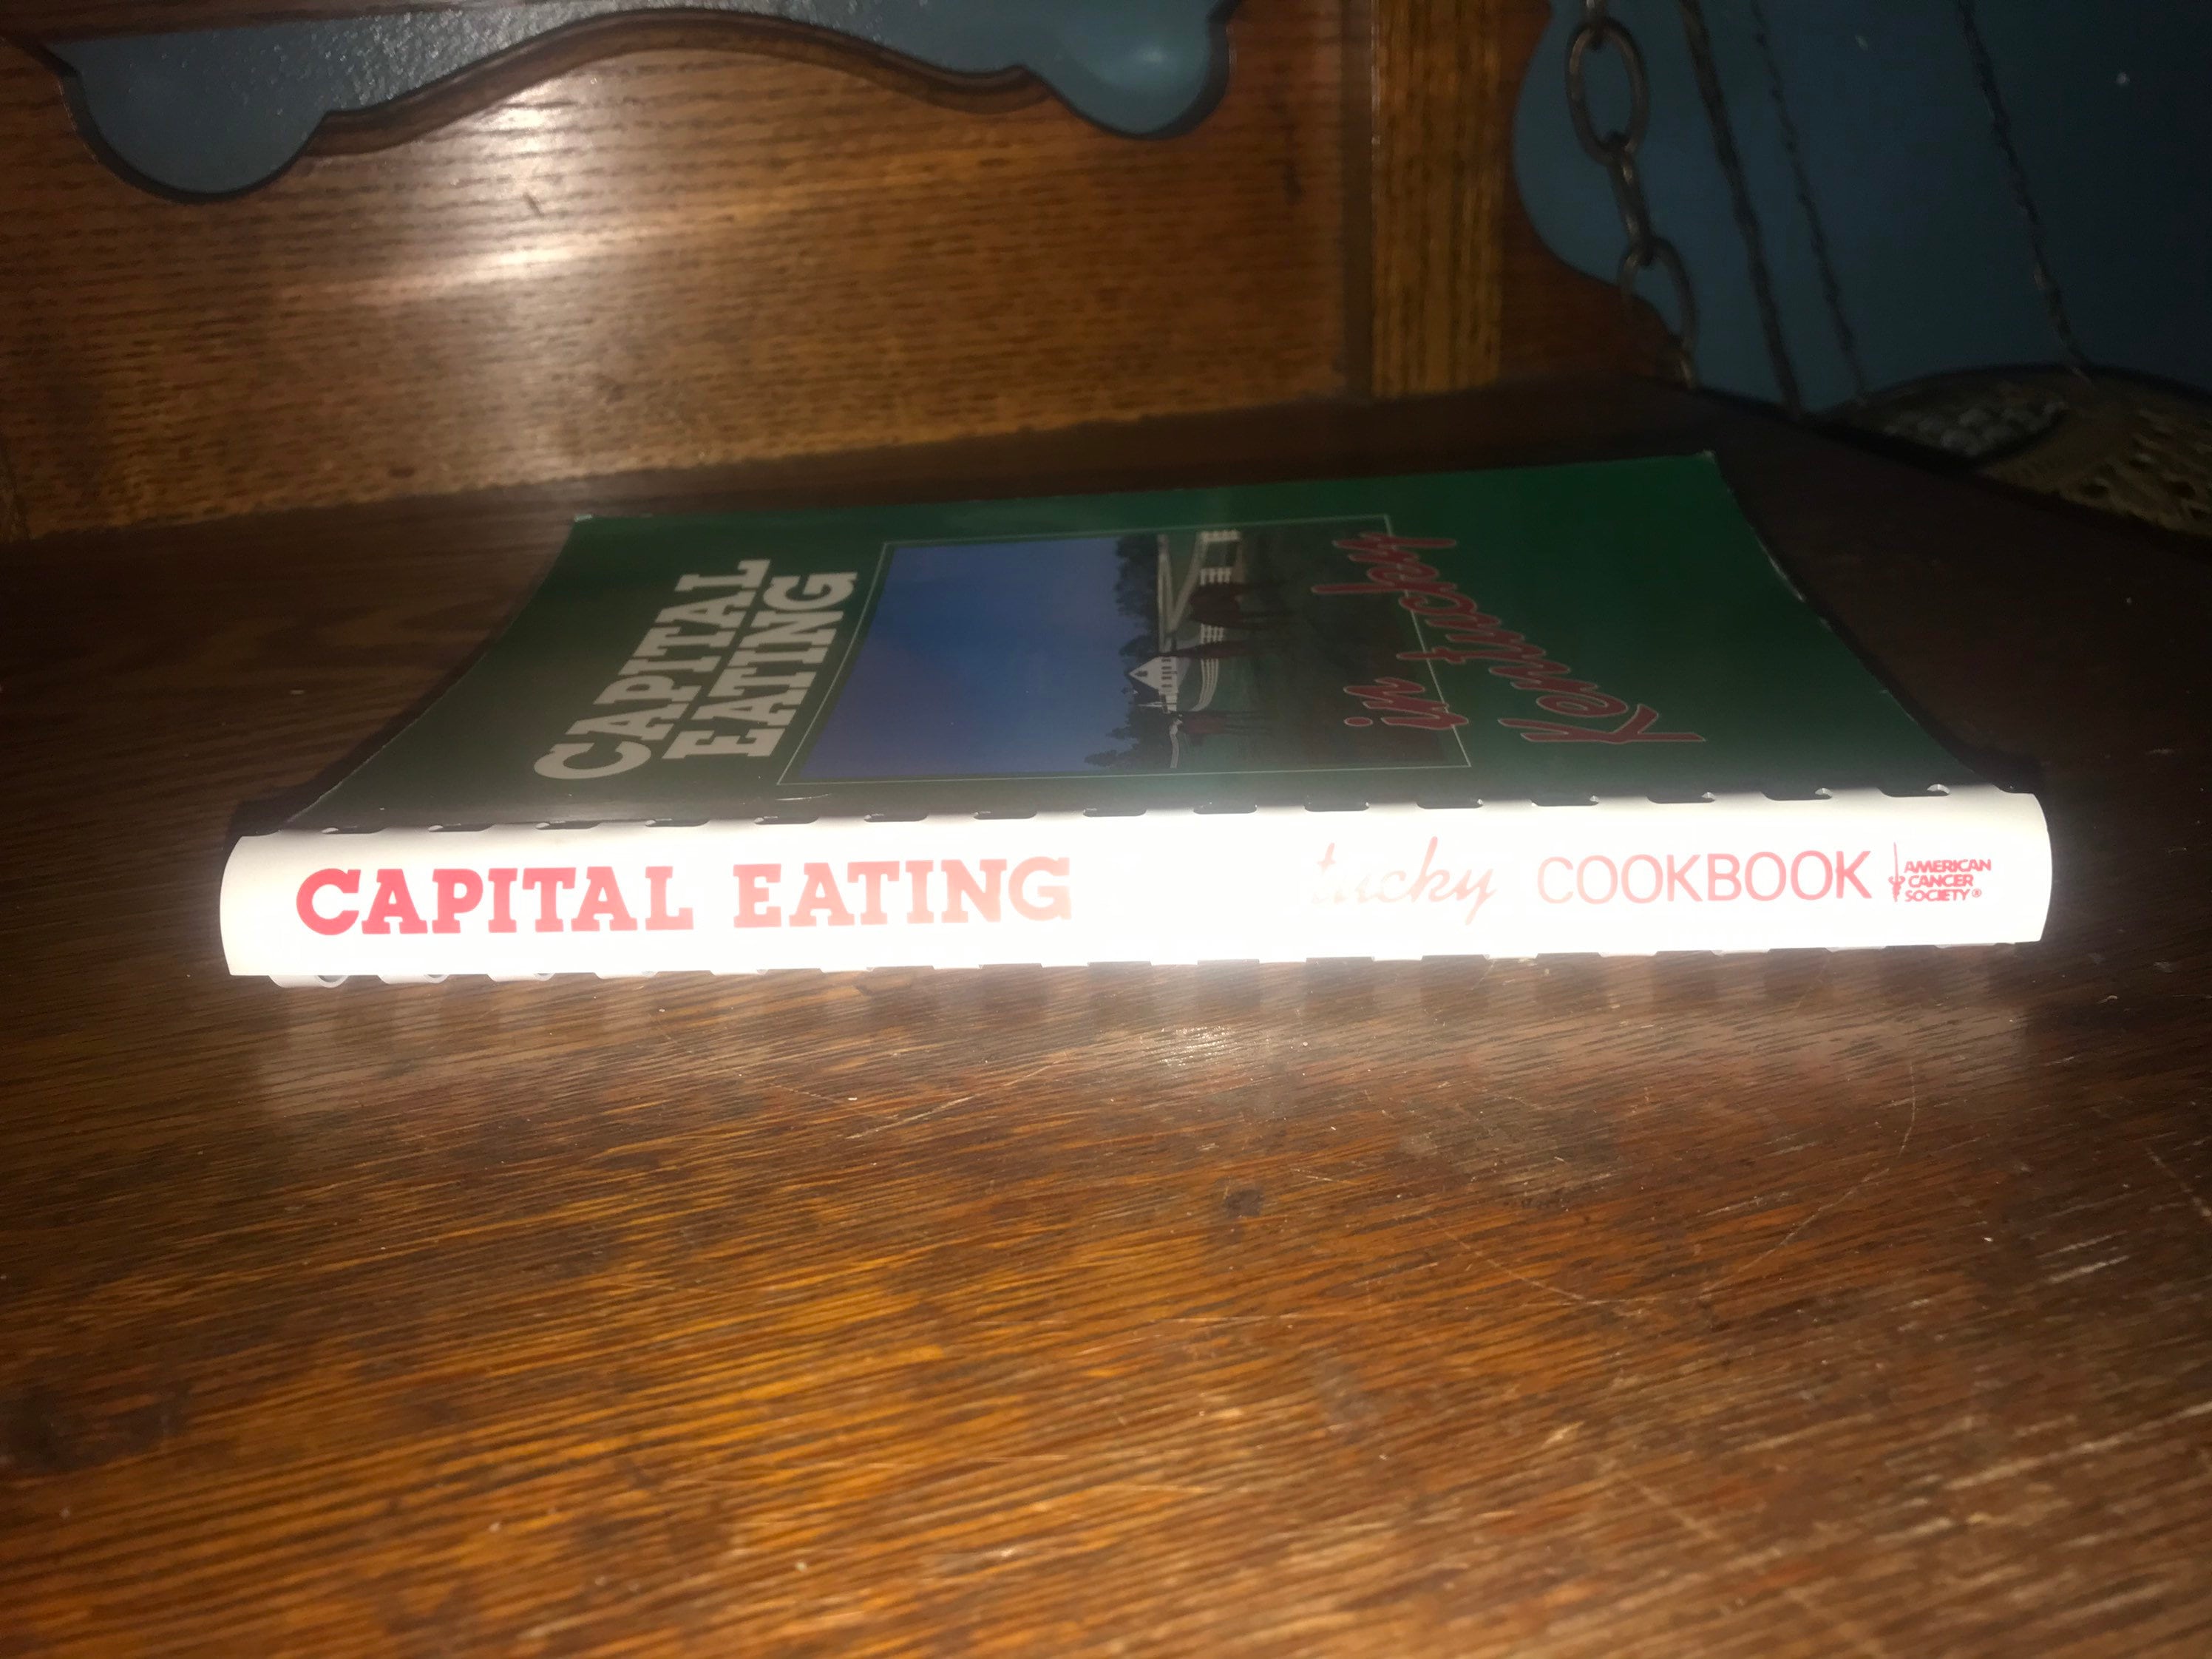 CAPITAL
EATING
in
Kentucky
CAPITAL EATING tucky COOKBOOK
AMERICAN
CANCER
SOCIETY®